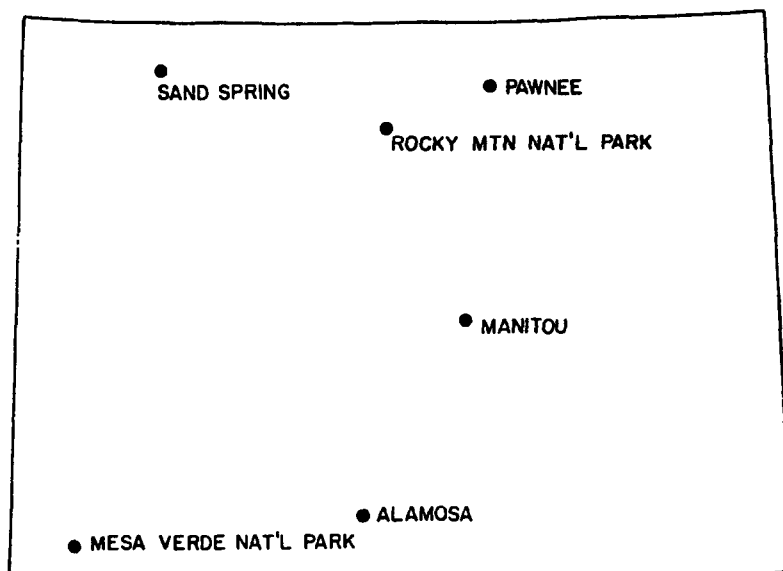 SAND SPRING
PAWNEE
ROCKY MTN NAT'L PARK
MANITOU
ALAMOSA
MESA VERDE NAT'L PARK